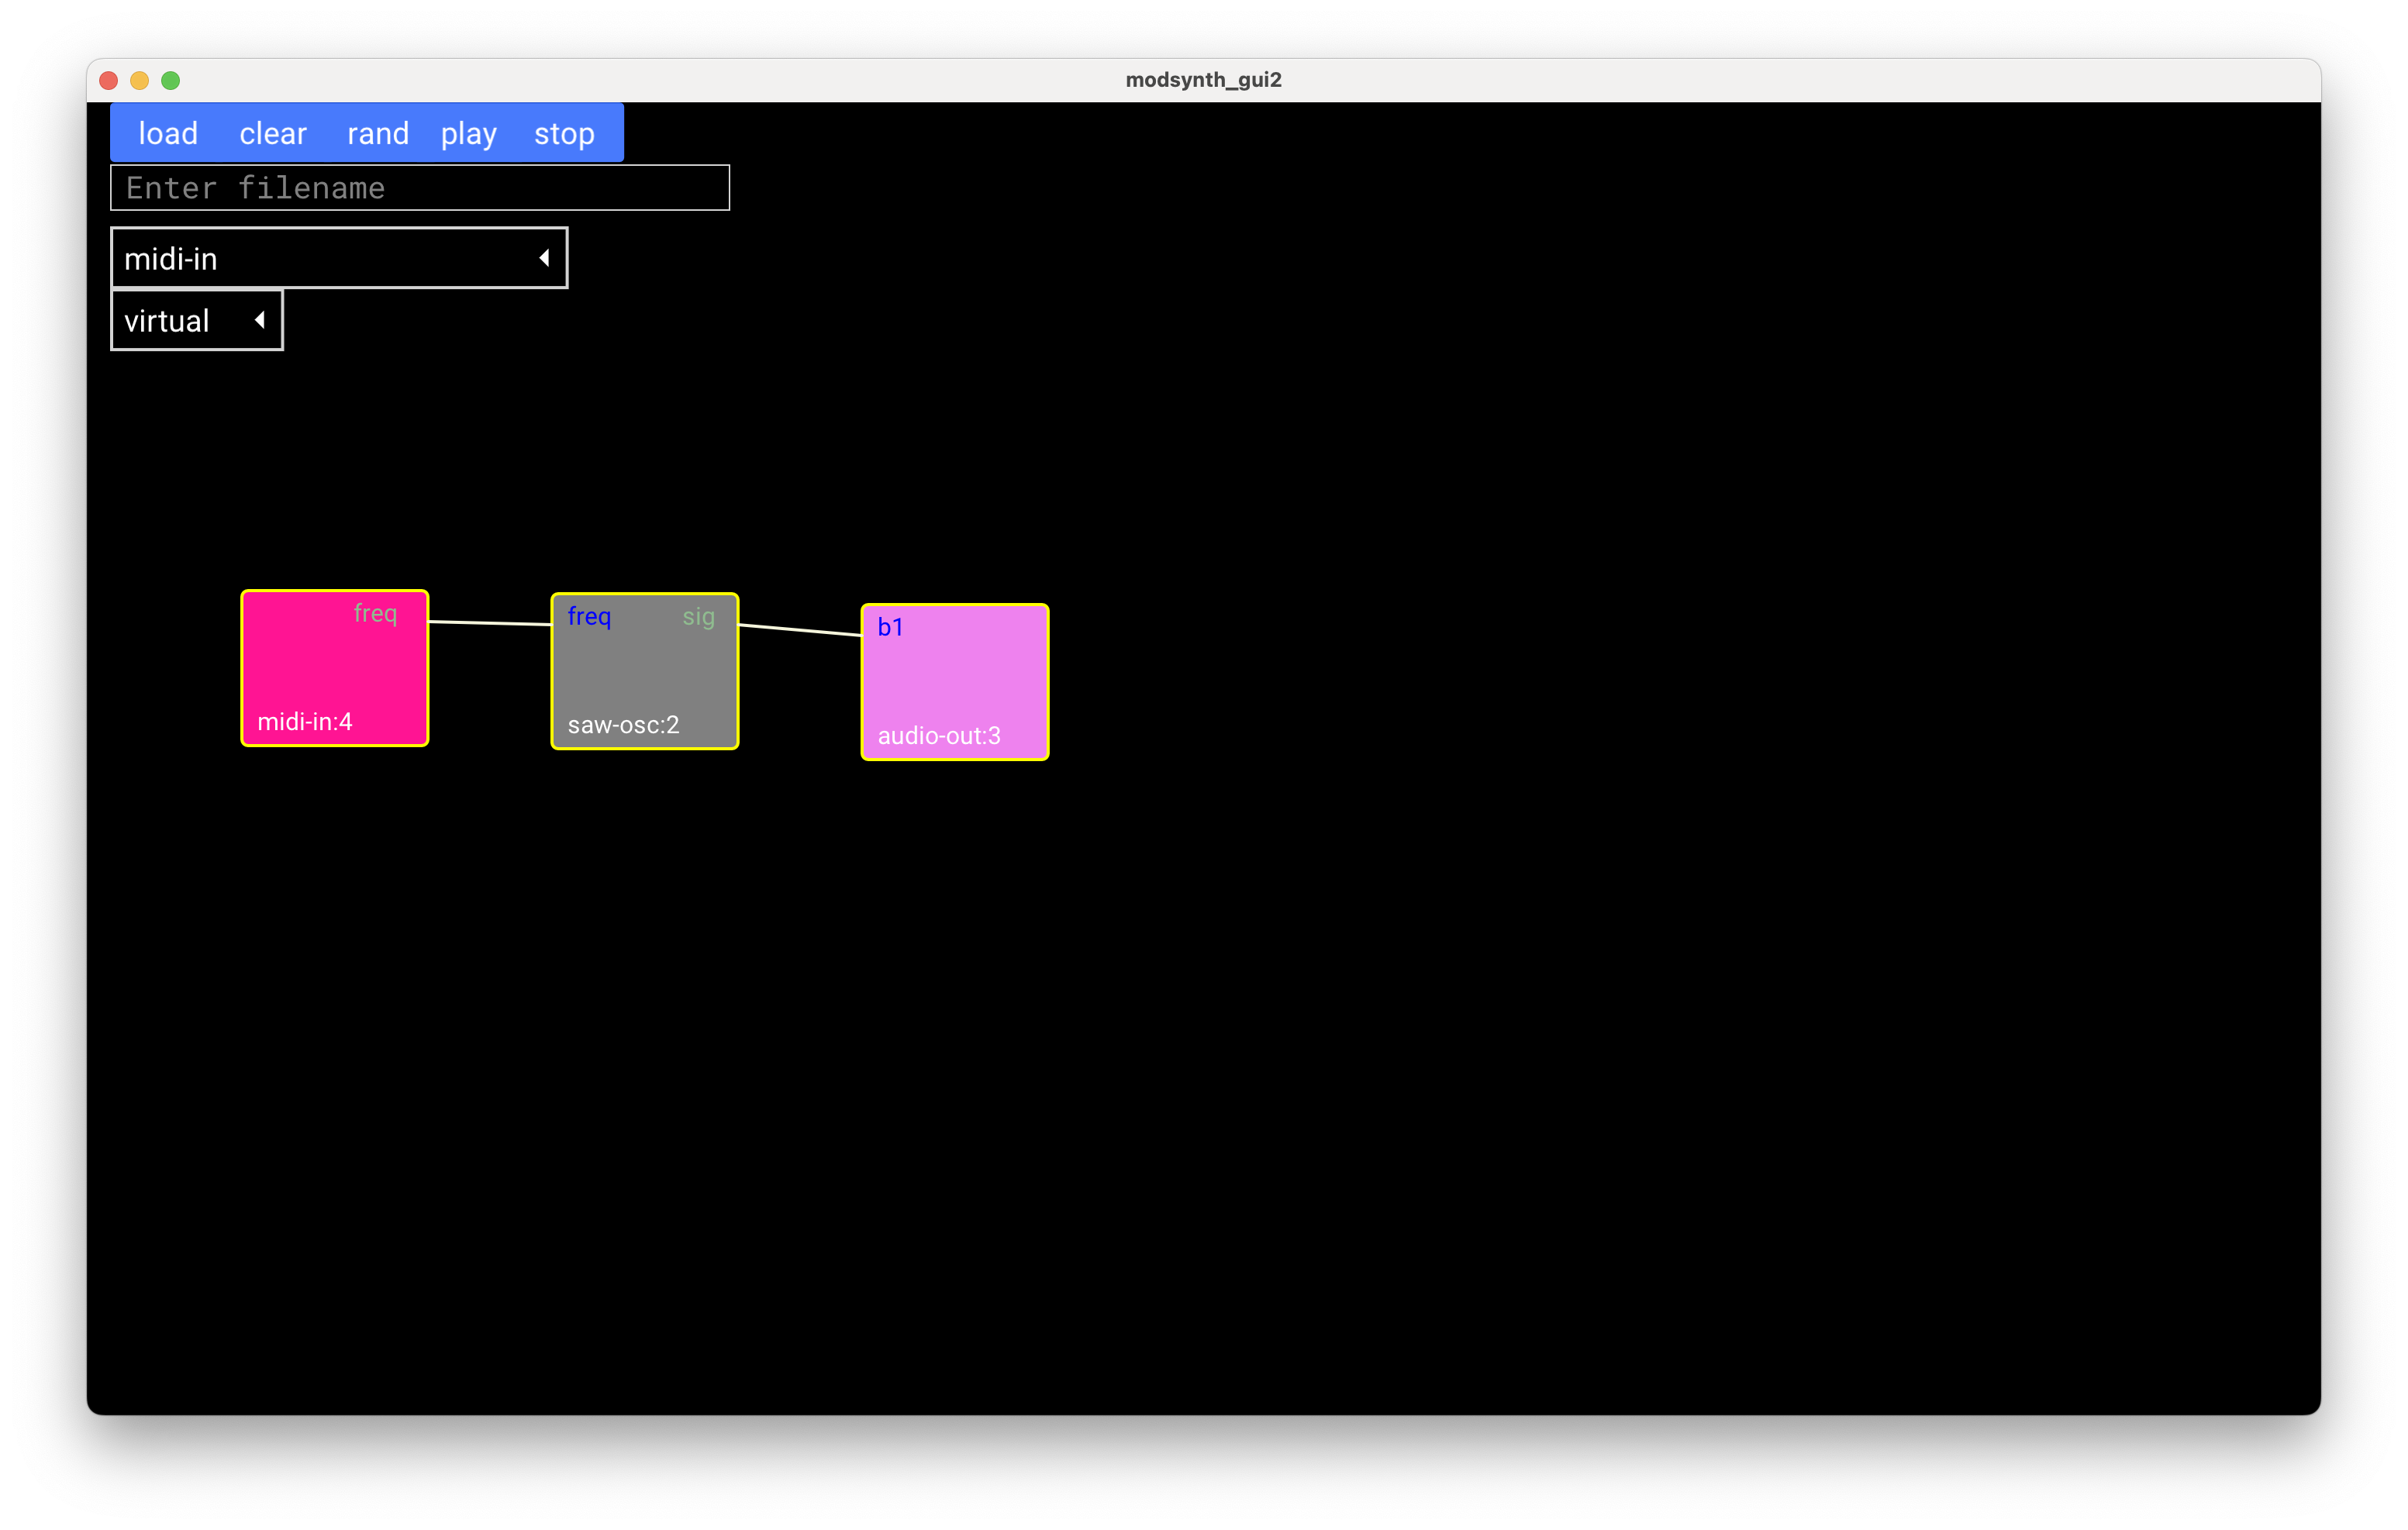 modsynth_gui2
load clear rand play stop
Enter filename
midi-in
virtual
freq
midi-in:4
freq sig
saw-osc:2
b1
audio-out:3